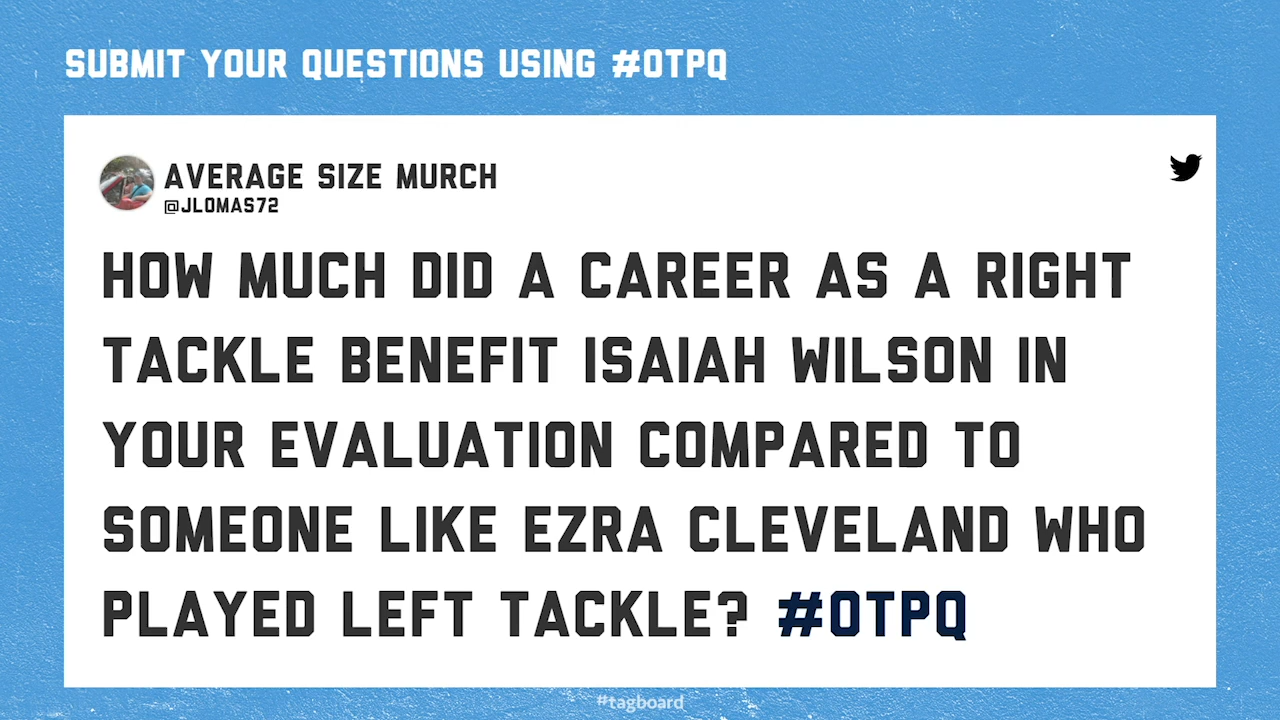 SUBMIT YOUR QUESTIONS USING #OTPQ
AVERAGE SIZE MURCH
@JLOMAS72
HOW MUCH DID A CAREER AS A RIGHT
TACKLE BENEFIT ISAIAH WILSON IN
YOUR EVALUATION COMPARED TO
SOMEONE LIKE EZRA CLEVELAND WHO
PLAYED LEFT TACKLE? #OTPQ
#tagboard